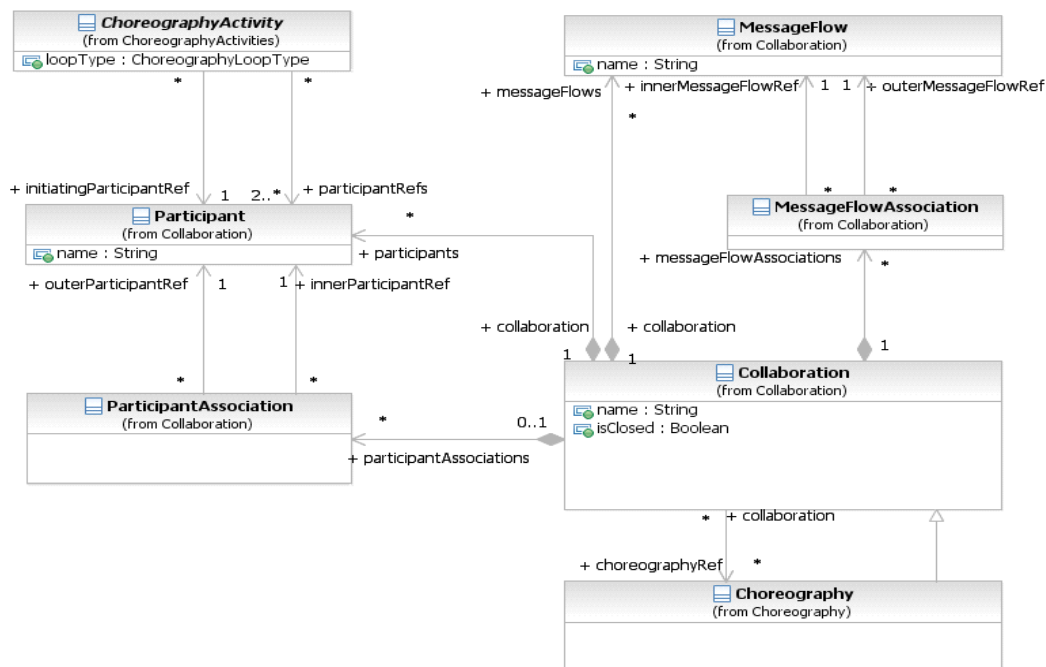 ChoreographyActivity
(from ChoreographyActivities)
loopType : ChoreographyLoopType
* *
+ initiatingParticipantRef 1 2..* + participantRefs
Participant
(from Collaboration)
name : String
*
+ participants
+ outerParticipantRef 1 1 + innerParticipantRef
* *
ParticipantAssociation
(from Collaboration)
*
0..1
+ participantAssociations
MessageFlow
(from Collaboration)
name : String
+ messageFlows
*
+ innerMessageFlowRef 1 1 + outerMessageFlowRef
* *
MessageFlowAssociation
(from Collaboration)
+ messageFlowAssociations *
+ collaboration + collaboration
1 1 1
Collaboration
(from Collaboration)
name : String
isClosed : Boolean
* + collaboration
+ choreographyRef *
Choreography
(from Choreography)